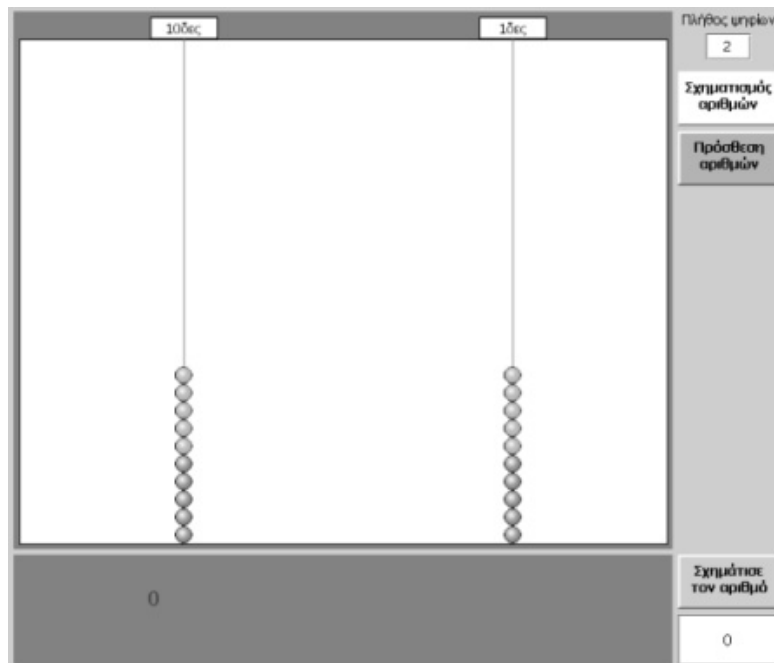 10δες
1δες
Πλήθος ψηφίων
2
Σχηματισμός
αριθμών
Πρόσθεση
αριθμών
0
Σχημάτισε
τον αριθμό
0